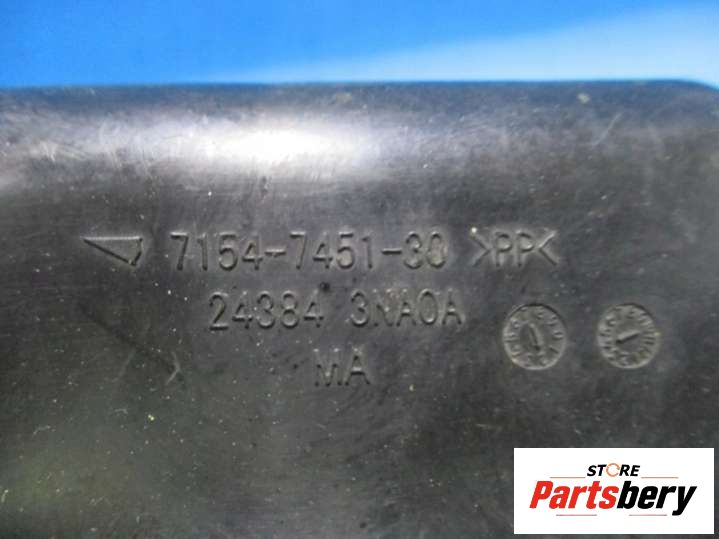 7154-7451-30 >PP<
24384 3NA0A
MA
STORE
Partsbery